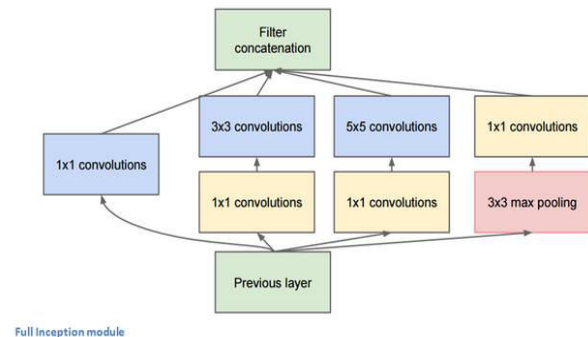 Filter
concatenation
3x3 convolutions
5x5 convolutions
1x1 convolutions
1x1 convolutions
1x1 convolutions
1x1 convolutions
3x3 max pooling
Previous layer
Full Inception module